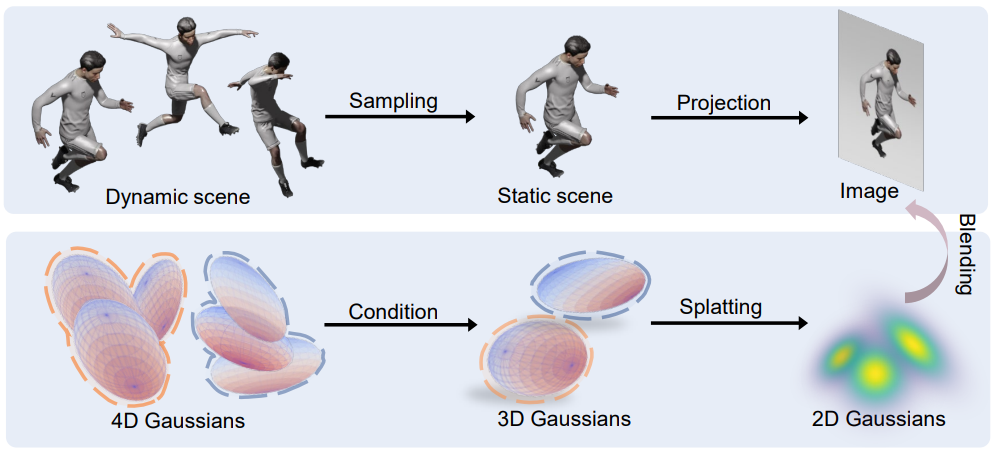 Sampling
Projection
Dynamic scene
Static scene
Image
Blending
Condition
Splatting
4D Gaussians
3D Gaussians
2D Gaussians